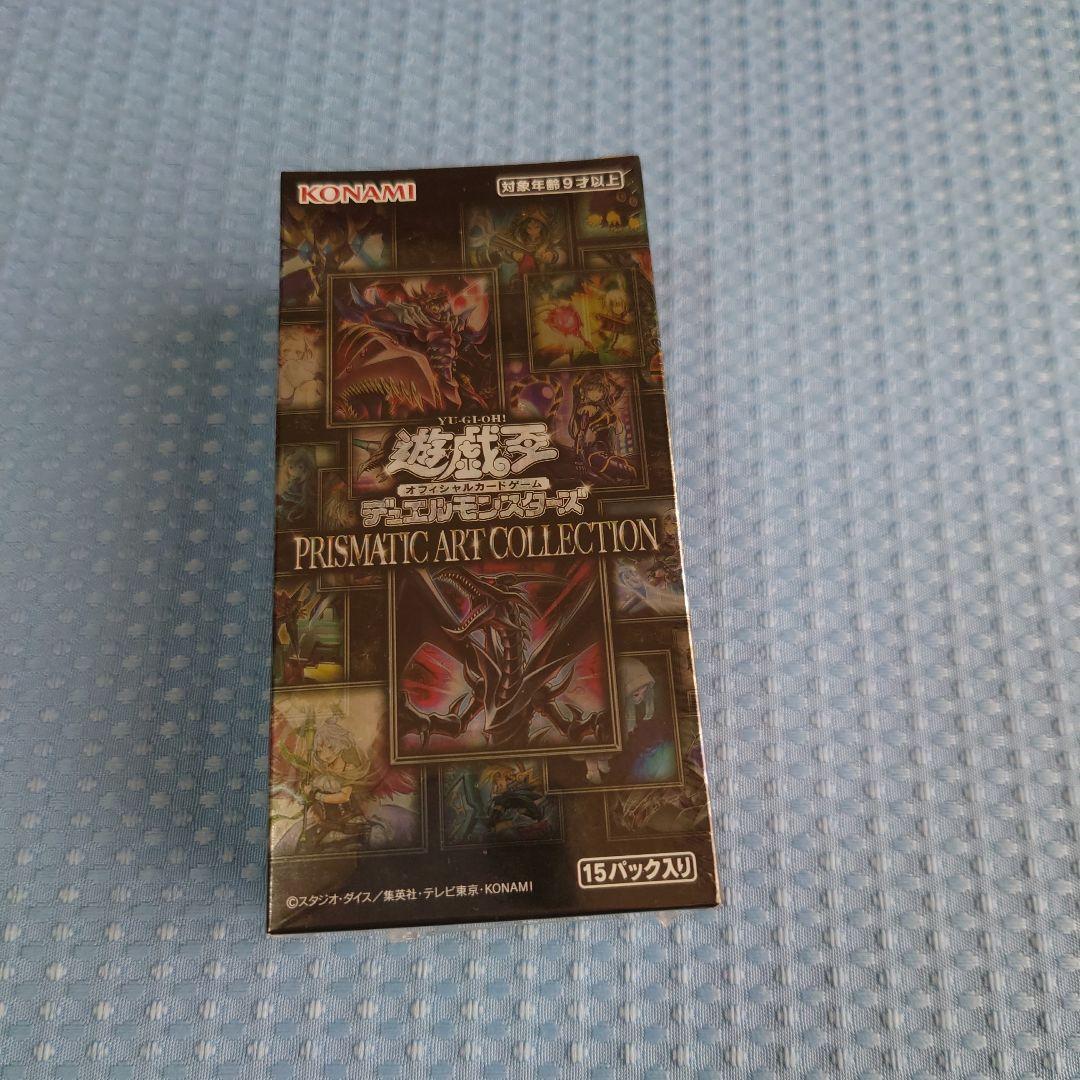 KONAMI
対象年齢9才以上
YU-GI-OH!
遊戯王
オフィシャルカードゲーム
デュエルモンスターズ
PRISMATIC ART COLLECTION
15パック入り
©スタジオ・ダイス／集英社・テレビ東京・KONAMI